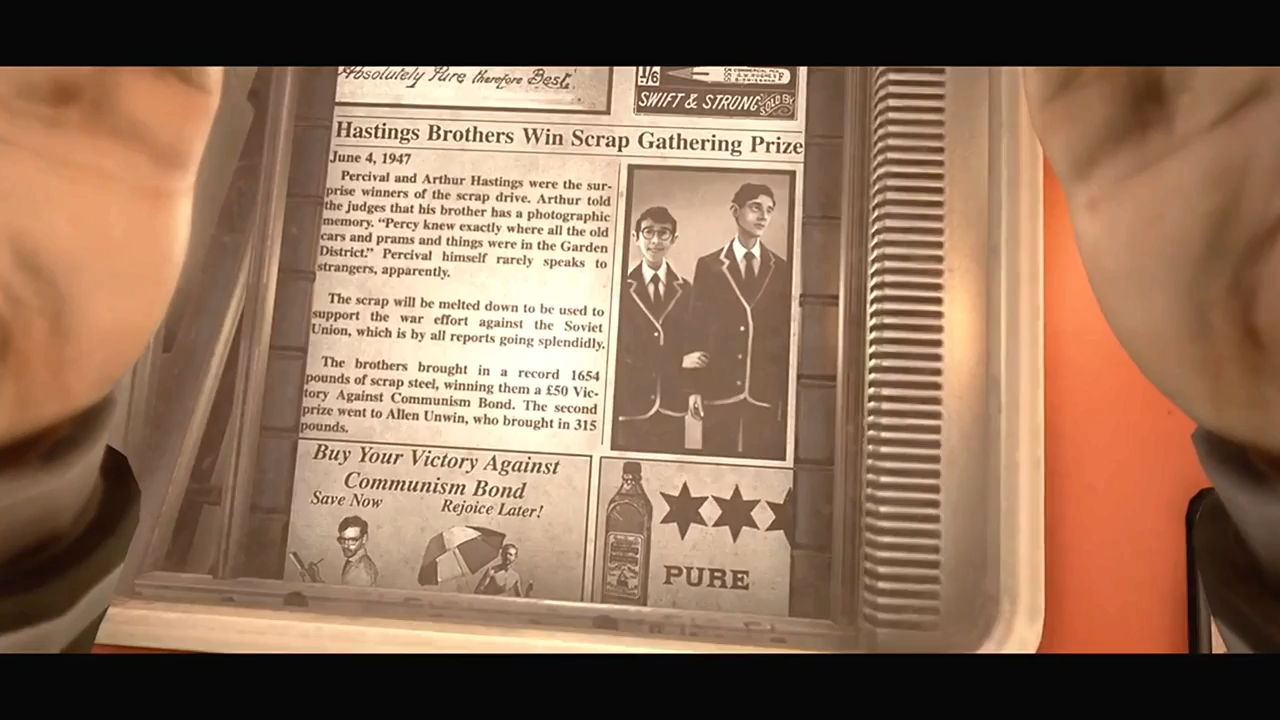 Absolutely Pure therefore Best.
1/6
SWIFT & STRONG SOLD BY
Hastings Brothers Win Scrap Gathering Prize
June 4, 1947
Percival and Arthur Hastings were the sur-
prise winners of the scrap drive. Arthur told
the judges that his brother has a photographic
memory. “Percy knew exactly where all the old
cars and prams and things were in the Garden
District.” Percival himself rarely speaks to
strangers, apparently.
The scrap will be melted down to be used to
support the war effort against the Soviet
Union, which is by all reports going splendidly.
The brothers brought in a record 1654
pounds of scrap steel, winning them a £50 Vic-
tory Against Communism Bond. The second
prize went to Allen Unwin, who brought in 315
pounds.
Buy Your Victory Against
Communism Bond
Save Now Rejoice Later!
PURE